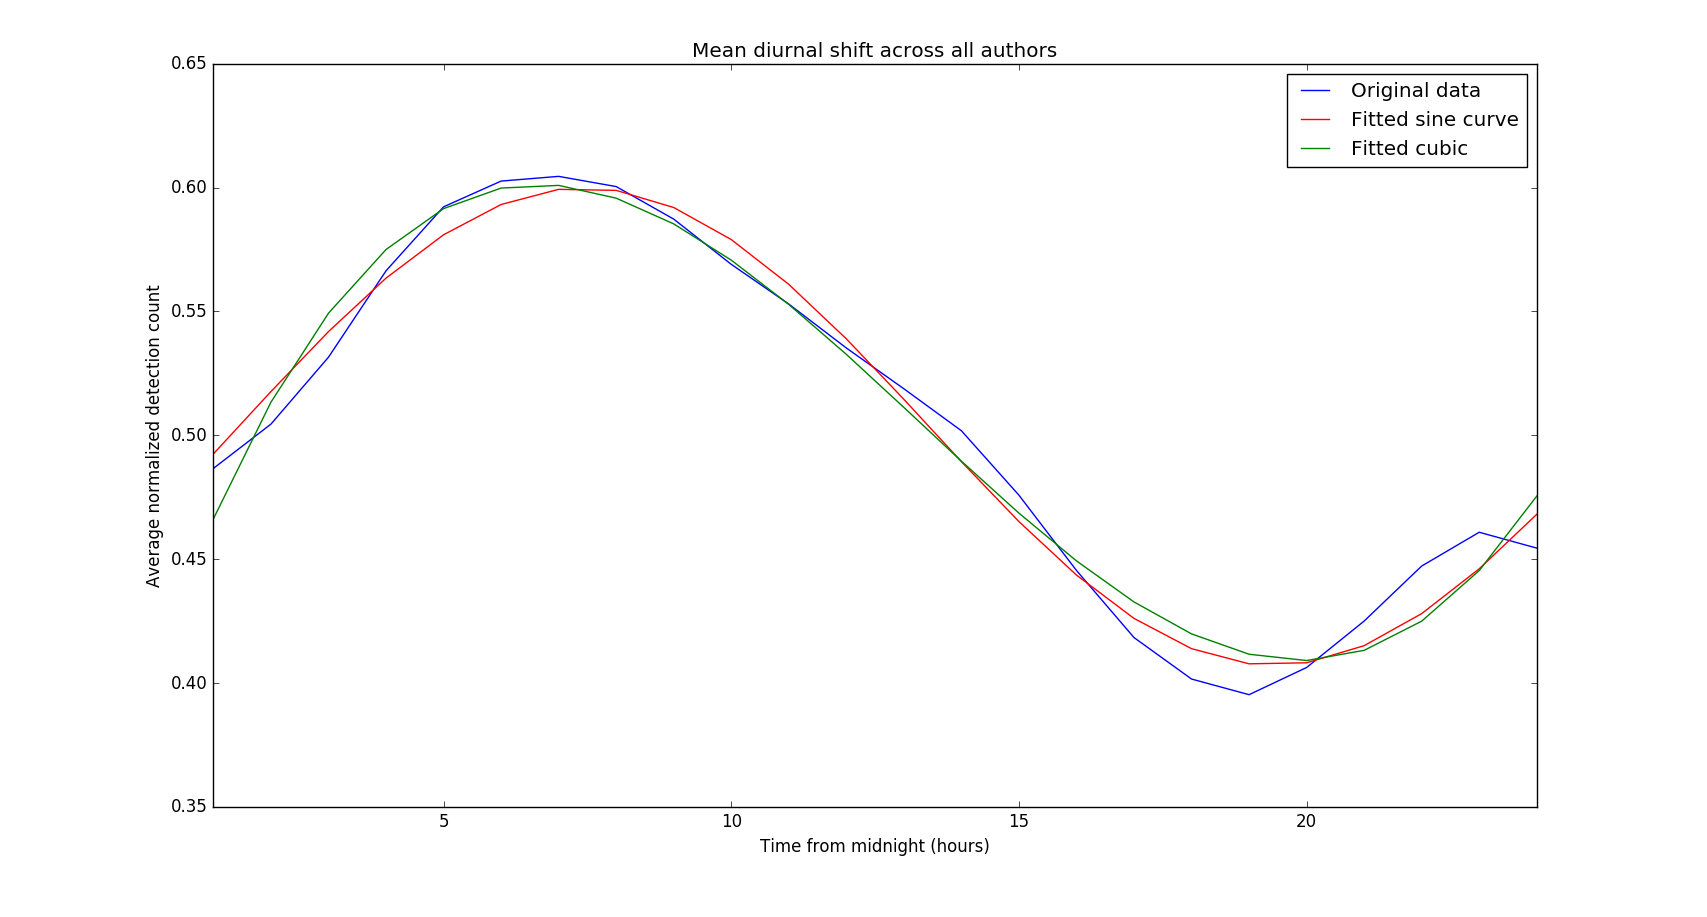 Mean diurnal shift across all authors
0.65
0.60
0.55
0.50
0.45
0.40
0.35
Average normalized detection count
Original data
Fitted sine curve
Fitted cubic
5 10 15 20
Time from midnight (hours)